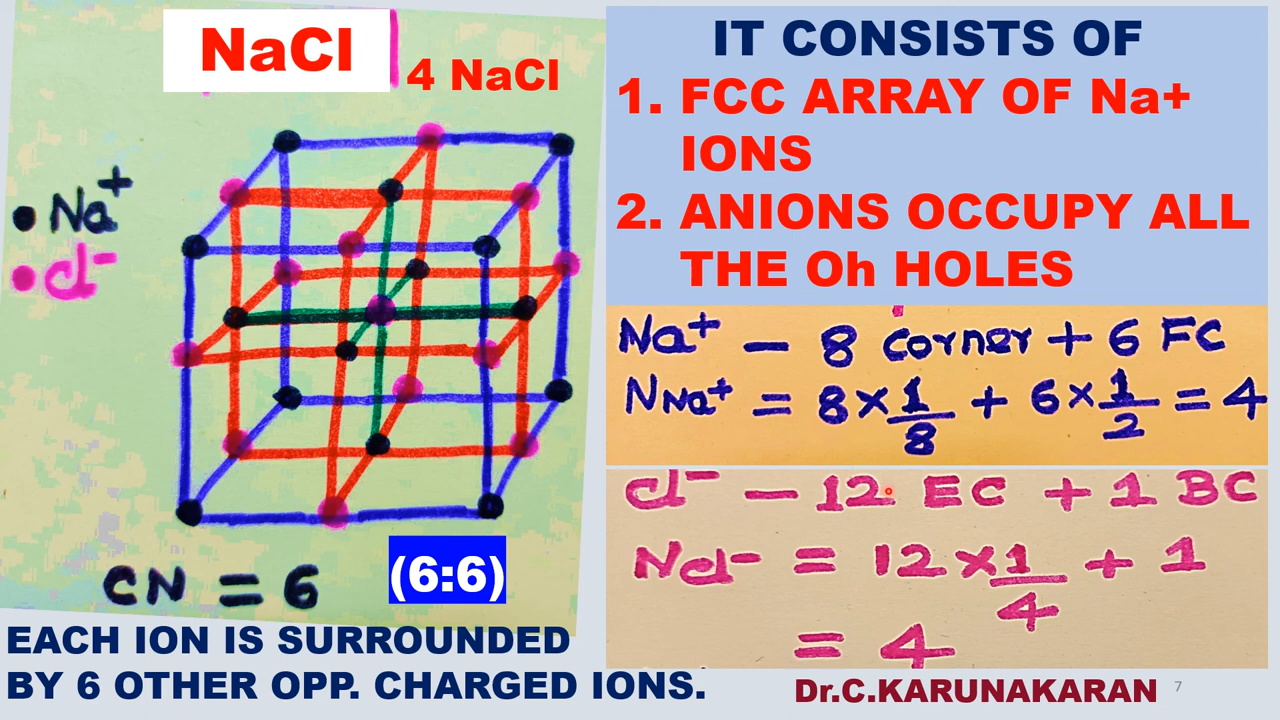 NaCl
4 NaCl
Na+
Cl-
CN = 6
(6:6)
EACH ION IS SURROUNDED
BY 6 OTHER OPP. CHARGED IONS.
IT CONSISTS OF
1. FCC ARRAY OF Na+
IONS
2. ANIONS OCCUPY ALL
THE Oh HOLES
Na+ – 8 Corner + 6 FC
NNa+ = 8 × 1/8 + 6 × 1/2 = 4
Cl- – 12 EC + 1 BC
NCl- = 12 × 1/4 + 1
= 4
Dr.C.KARUNAKARAN
7